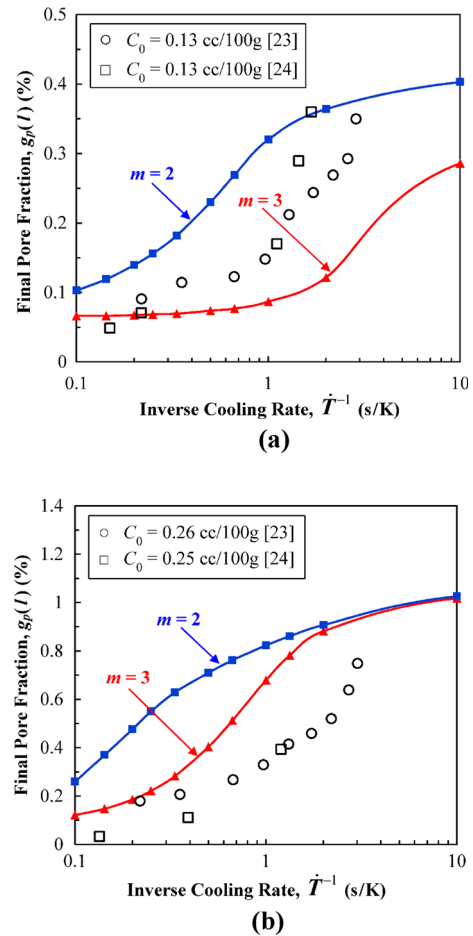 0.5
C₀ = 0.13 cc/100g [23]
C₀ = 0.13 cc/100g [24]
0.4
0.3
m = 2
m = 3
0.2
0.1
0
Final Pore Fraction, gₚ(l) (%)
0.1 1 10
Inverse Cooling Rate, Ṫ⁻¹ (s/K)
(a)
1.4
C₀ = 0.26 cc/100g [23]
C₀ = 0.25 cc/100g [24]
1.2
1
m = 2
0.8
m = 3
0.6
0.4
0.2
0
Final Pore Fraction, gₚ(l) (%)
0.1 1 10
Inverse Cooling Rate, Ṫ⁻¹ (s/K)
(b)